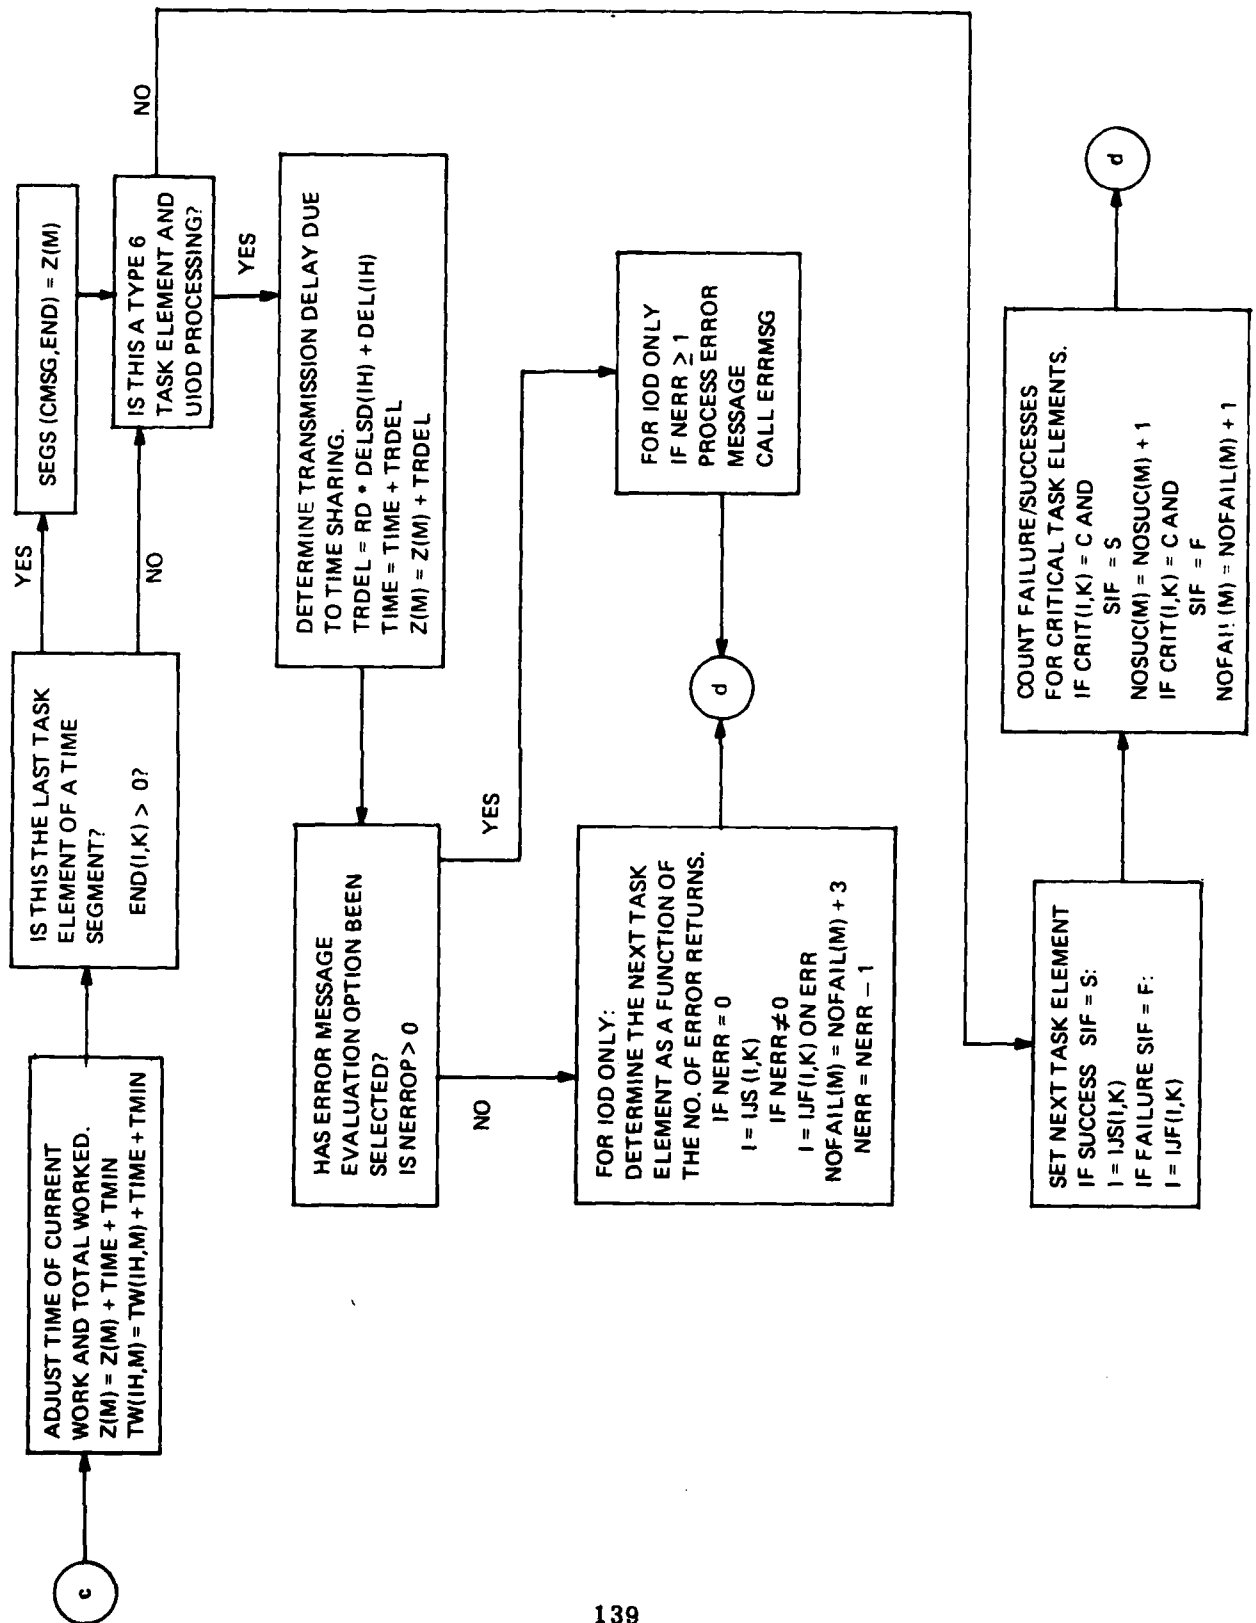 c
ADJUST TIME OF CURRENT
WORK AND TOTAL WORKED.
Z(M) = Z(M) + TIME + TMIN
TW(IH,M) = TW(IH,M) + TIME + TMIN
IS THIS THE LAST TASK
ELEMENT OF A TIME
SEGMENT?
END(I,K) > 0?
YES
NO
SEGS (CMSG,END) = Z(M)
IS THIS A TYPE 6
TASK ELEMENT AND
UIOD PROCESSING?
NO
YES
DETERMINE TRANSMISSION DELAY DUE
TO TIME SHARING.
TRDEL = RD * DELSD(IH) + DEL(IH)
TIME = TIME + TRDEL
Z(M) = Z(M) + TRDEL
HAS ERROR MESSAGE
EVALUATION OPTION BEEN
SELECTED?
IS NERROP > 0
YES
NO
FOR IOD ONLY
IF NERR ≥ 1
PROCESS ERROR
MESSAGE
CALL ERRMSG
d
FOR IOD ONLY:
DETERMINE THE NEXT TASK
ELEMENT AS A FUNCTION OF
THE NO. OF ERROR RETURNS.
IF NERR = 0
I = IJS (I,K)
IF NERR ≠ 0
I = IJF(I,K) ON ERR
NOFAIL(M) = NOFAIL(M) + 3
NERR = NERR – 1
SET NEXT TASK ELEMENT
IF SUCCESS SIF = S:
I = IJS(I,K)
IF FAILURE SIF = F:
I = IJF(I,K)
COUNT FAILURE/SUCCESSES
FOR CRITICAL TASK ELEMENTS.
IF CRIT(I,K) = C AND
SIF = S
NOSUC(M) = NOSUC(M) + 1
IF CRIT(I,K) = C AND
SIF = F
NOFAIL(M) = NOFAIL(M) + 1
d
139